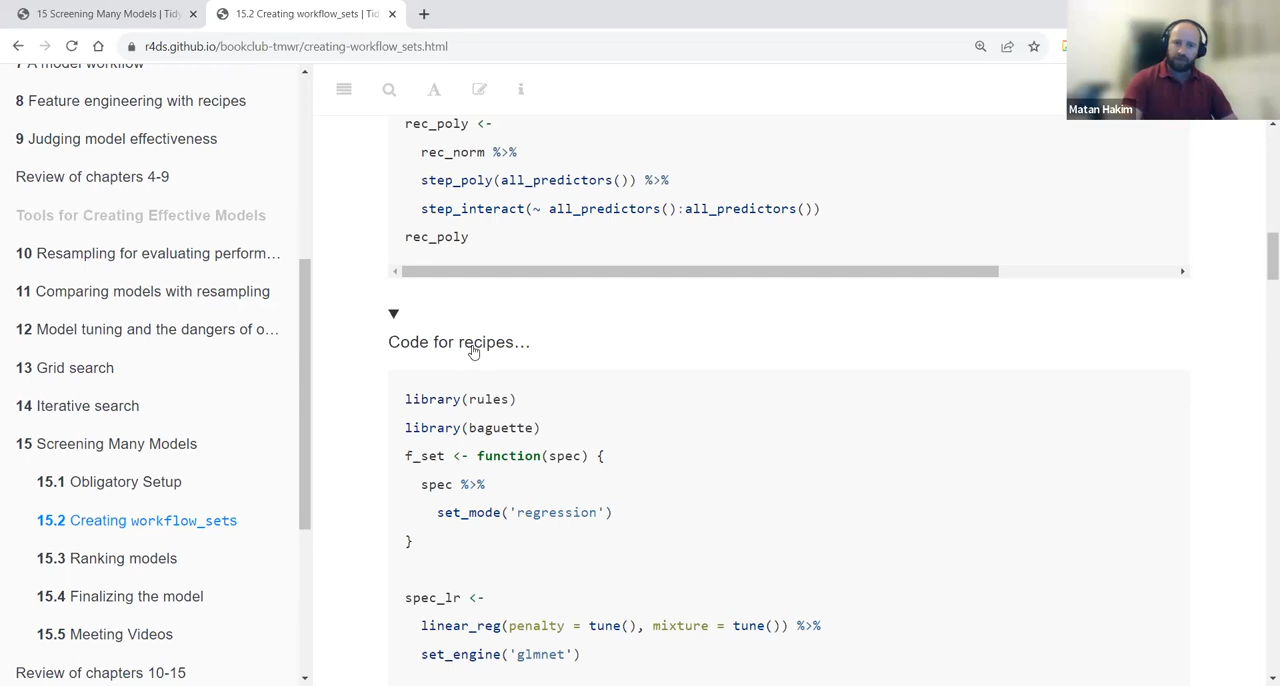 15 Screening Many Models | Tidy
15.2 Creating workflow_sets | Tid
r4ds.github.io/bookclub-tmwr/creating-workflow_sets.html
Matan Hakim
7 A model workflow
8 Feature engineering with recipes
9 Judging model effectiveness
Review of chapters 4-9
Tools for Creating Effective Models
10 Resampling for evaluating perform…
11 Comparing models with resampling
12 Model tuning and the dangers of o…
13 Grid search
14 Iterative search
15 Screening Many Models
15.1 Obligatory Setup
15.2 Creating workflow_sets
15.3 Ranking models
15.4 Finalizing the model
15.5 Meeting Videos
Review of chapters 10-15
rec_poly <-
rec_norm %>%
step_poly(all_predictors()) %>%
step_interact(~ all_predictors():all_predictors())
rec_poly
Code for recipes…
library(rules)
library(baguette)
f_set <- function(spec) {
spec %>%
set_mode('regression')
}
spec_lr <-
linear_reg(penalty = tune(), mixture = tune()) %>%
set_engine('glmnet')